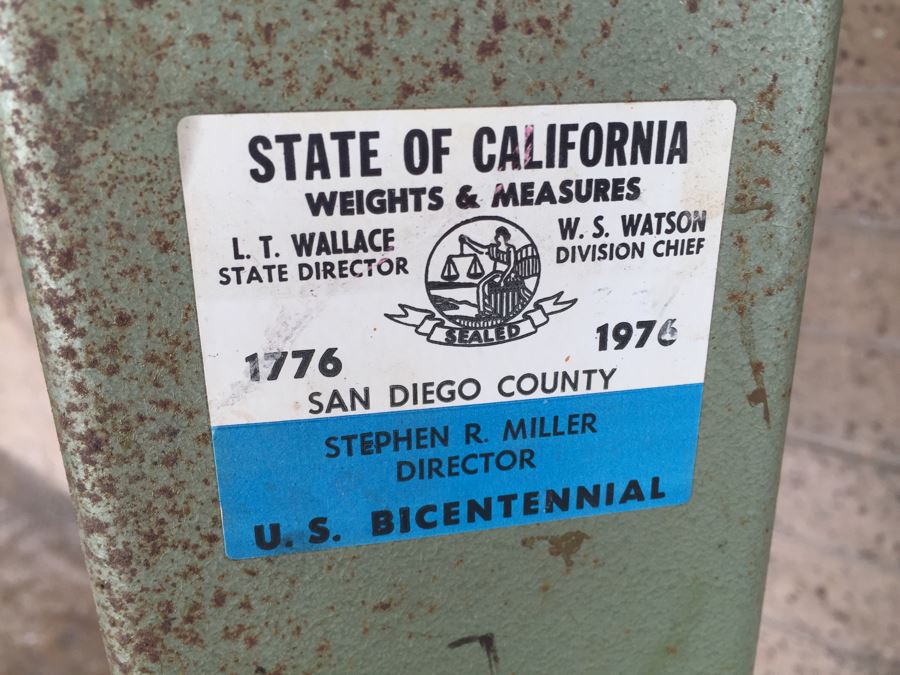 STATE OF CALIFORNIA
WEIGHTS & MEASURES
L. T. WALLACE
STATE DIRECTOR
W. S. WATSON
DIVISION CHIEF
SEALED
1776
1976
SAN DIEGO COUNTY
STEPHEN R. MILLER
DIRECTOR
U. S. BICENTENNIAL